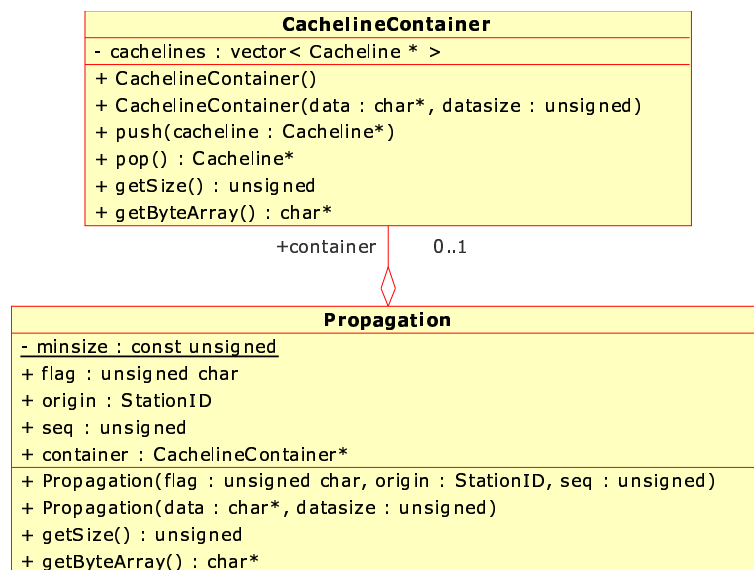 CachelineContainer
- cachelines : vector< Cacheline * >
+ CachelineContainer()
+ CachelineContainer(data : char*, datasize : unsigned)
+ push(cacheline : Cacheline*)
+ pop() : Cacheline*
+ getSize() : unsigned
+ getByteArray() : char*
+container 0..1
Propagation
- minsize : const unsigned
+ flag : unsigned char
+ origin : StationID
+ seq : unsigned
+ container : CachelineContainer*
+ Propagation(flag : unsigned char, origin : StationID, seq : unsigned)
+ Propagation(data : char*, datasize : unsigned)
+ getSize() : unsigned
+ getByteArray() : char*